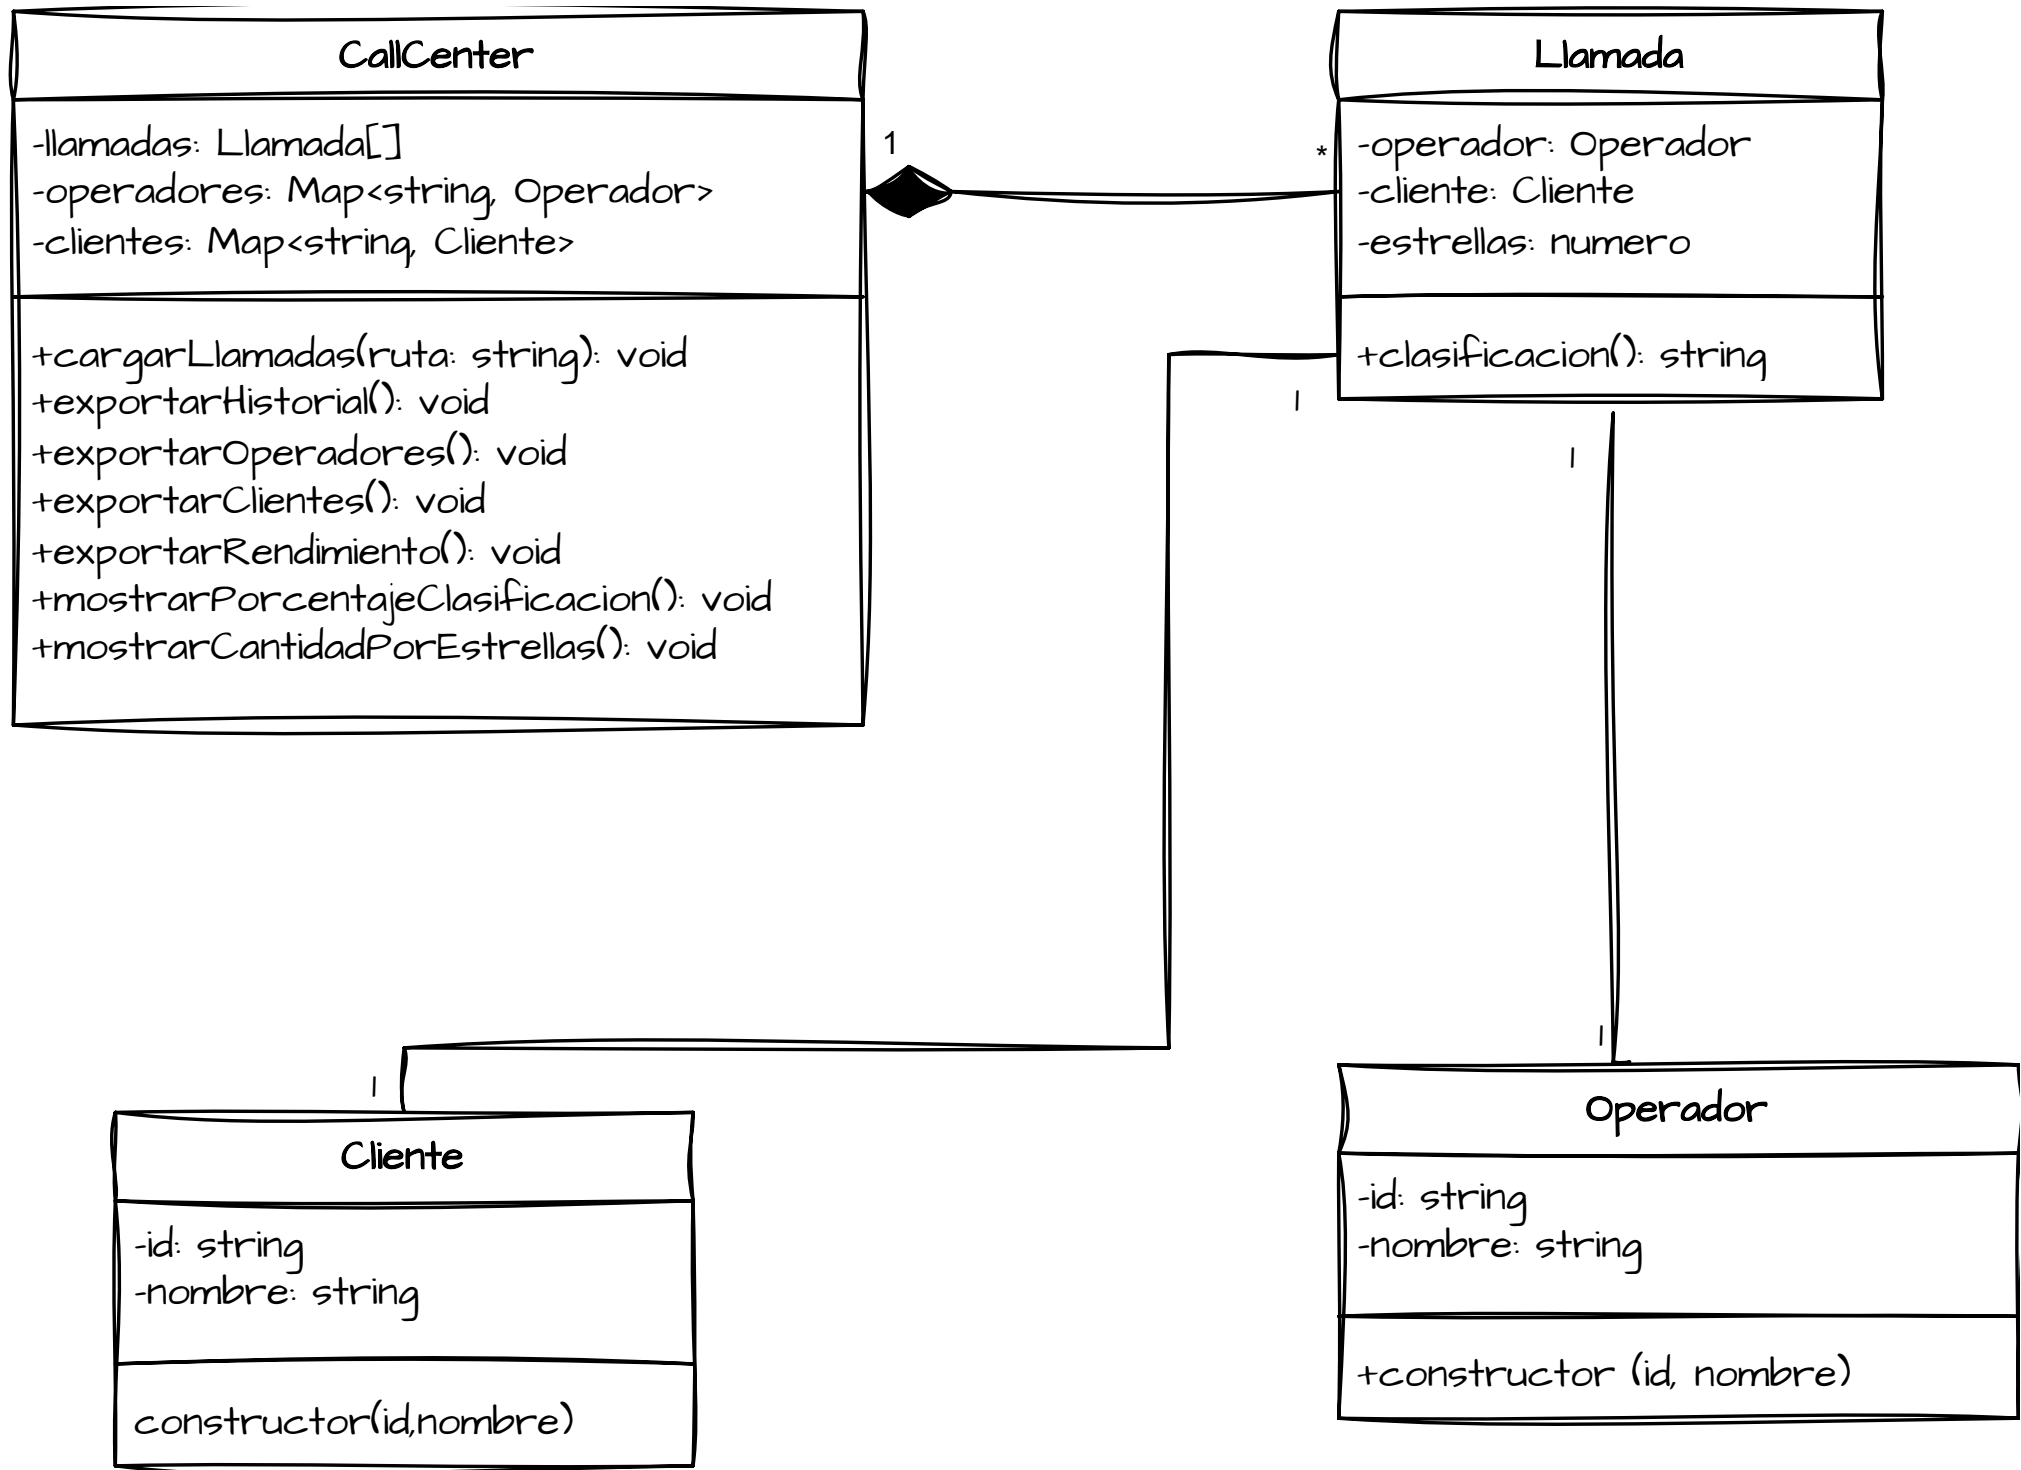 CallCenter
-llamadas: Llamada[]
-operadores: Map<string, Operador>
-clientes: Map<string, Cliente>
+cargarLlamadas(ruta: string): void
+exportarHistorial(): void
+exportarOperadores(): void
+exportarClientes(): void
+exportarRendimiento(): void
+mostrarPorcentajeClasificacion(): void
+mostrarCantidadPorEstrellas(): void
1
*
Llamada
-operador: Operador
-cliente: Cliente
-estrellas: numero
+clasificacion(): string
1
1
1
1
Cliente
-id: string
-nombre: string
constructor(id,nombre)
Operador
-id: string
-nombre: string
+constructor (id, nombre)